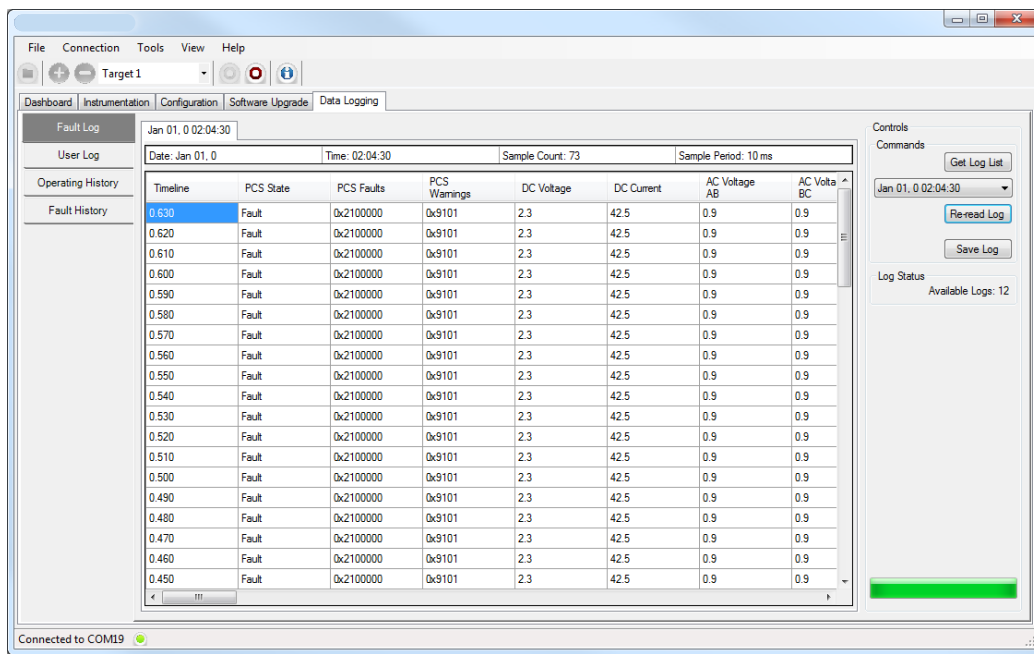 File Connection Tools View Help
Target 1
Dashboard Instrumentation Configuration Software Upgrade Data Logging
Fault Log
User Log
Operating History
Fault History
Jan 01, 0 02:04:30
Date: Jan 01, 0 Time: 02:04:30 Sample Count: 73 Sample Period: 10 ms
Timeline PCS State PCS Faults PCS Warnings DC Voltage DC Current AC Voltage AB AC Volta BC
0.630 Fault 0x2100000 0x9101 2.3 42.5 0.9 0.9
0.620 Fault 0x2100000 0x9101 2.3 42.5 0.9 0.9
0.610 Fault 0x2100000 0x9101 2.3 42.5 0.9 0.9
0.600 Fault 0x2100000 0x9101 2.3 42.5 0.9 0.9
0.590 Fault 0x2100000 0x9101 2.3 42.5 0.9 0.9
0.580 Fault 0x2100000 0x9101 2.3 42.5 0.9 0.9
0.570 Fault 0x2100000 0x9101 2.3 42.5 0.9 0.9
0.560 Fault 0x2100000 0x9101 2.3 42.5 0.9 0.9
0.550 Fault 0x2100000 0x9101 2.3 42.5 0.9 0.9
0.540 Fault 0x2100000 0x9101 2.3 42.5 0.9 0.9
0.530 Fault 0x2100000 0x9101 2.3 42.5 0.9 0.9
0.520 Fault 0x2100000 0x9101 2.3 42.5 0.9 0.9
0.510 Fault 0x2100000 0x9101 2.3 42.5 0.9 0.9
0.500 Fault 0x2100000 0x9101 2.3 42.5 0.9 0.9
0.490 Fault 0x2100000 0x9101 2.3 42.5 0.9 0.9
0.480 Fault 0x2100000 0x9101 2.3 42.5 0.9 0.9
0.470 Fault 0x2100000 0x9101 2.3 42.5 0.9 0.9
0.460 Fault 0x2100000 0x9101 2.3 42.5 0.9 0.9
0.450 Fault 0x2100000 0x9101 2.3 42.5 0.9 0.9
Controls
Commands
Get Log List
Jan 01, 0 02:04:30
Re-read Log
Save Log
Log Status
Available Logs: 12
Connected to COM19